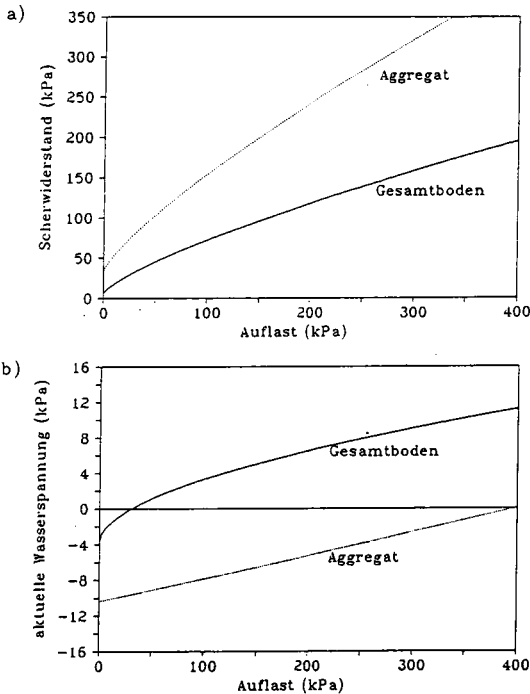 a)
350
300
250
200
150
100
50
0
Scherwiderstand (kPa)
Aggregat
Gesamtboden
0 100 200 300 400
Auflast (kPa)
b)
16
12
8
4
0
-4
-8
-12
-16
aktuelle Wasserspannung (kPa)
Gesamtboden
Aggregat
0 100 200 300 400
Auflast (kPa)